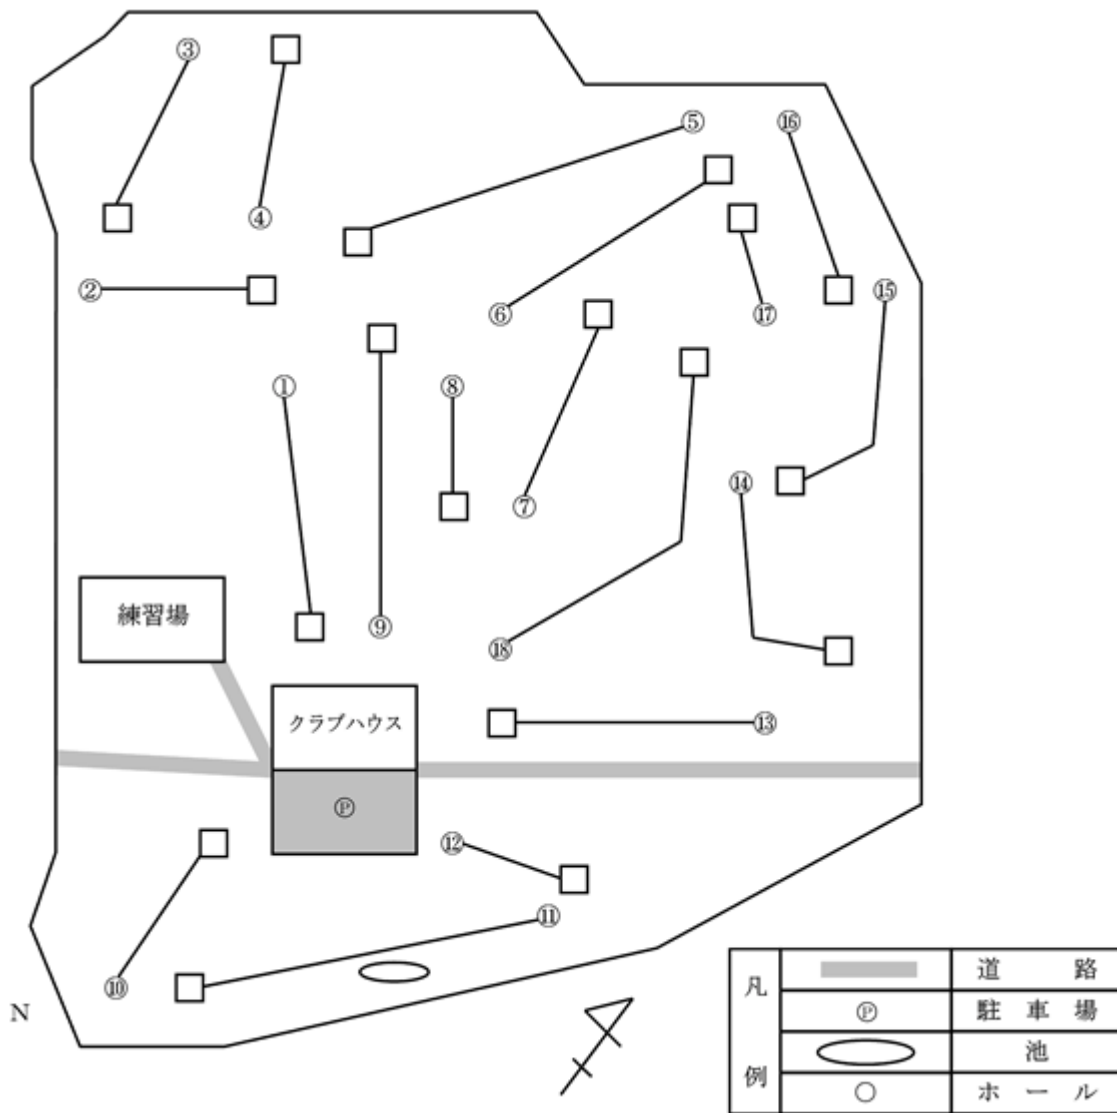 ③
⑤
⑯
④
②
⑥
⑰
⑮
①
⑧
⑦
⑭
練習場
⑨
⑱
クラブハウス
⑬
Ⓟ
⑫
⑪
⑩
N
凡例
道路
Ⓟ 駐車場
池
○ ホール